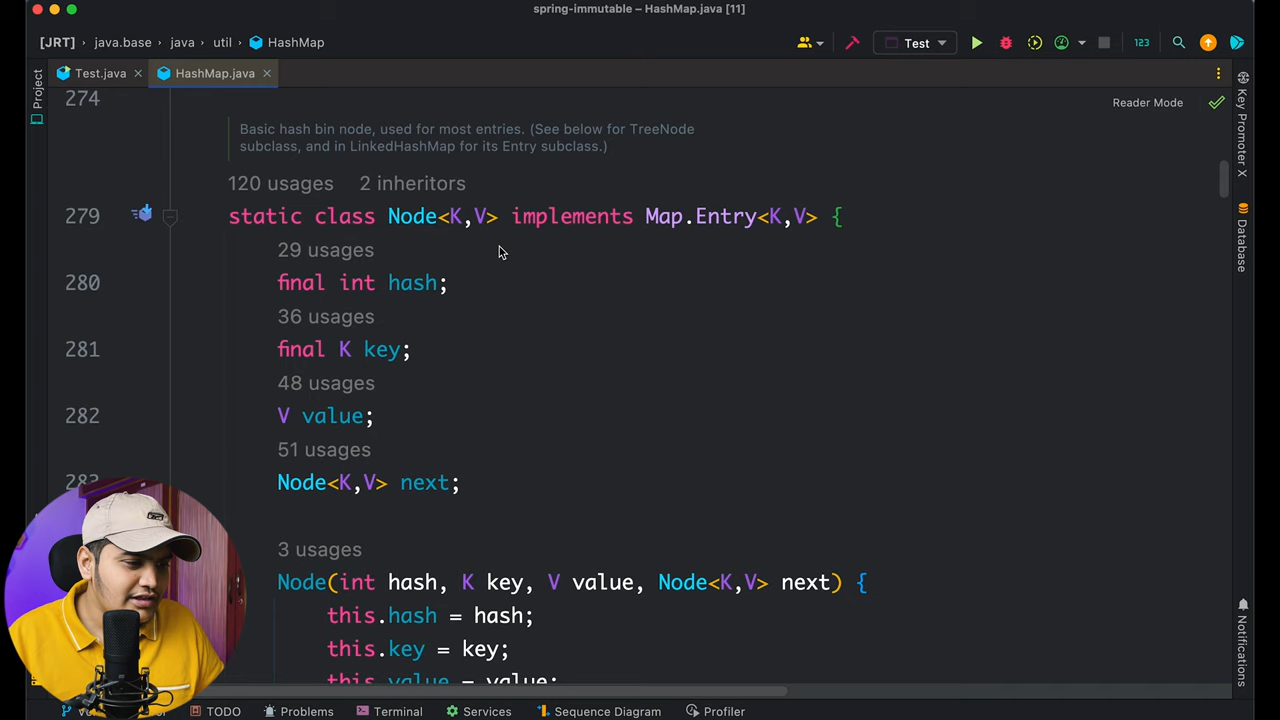 spring-immutable – HashMap.java [11]
[JRT] java.base java util HashMap Test 123
Test.java HashMap.java
Project
Reader Mode
Key Promoter X
Database
Notifications
274
Basic hash bin node, used for most entries. (See below for TreeNode
subclass, and in LinkedHashMap for its Entry subclass.)
120 usages 2 inheritors
279 static class Node<K,V> implements Map.Entry<K,V> {
29 usages
280 final int hash;
36 usages
281 final K key;
48 usages
282 V value;
51 usages
Node<K,V> next;
3 usages
Node(int hash, K key, V value, Node<K,V> next) {
this.hash = hash;
this.key = key;
this.value = value;
TODO Problems Terminal Services Sequence Diagram Profiler